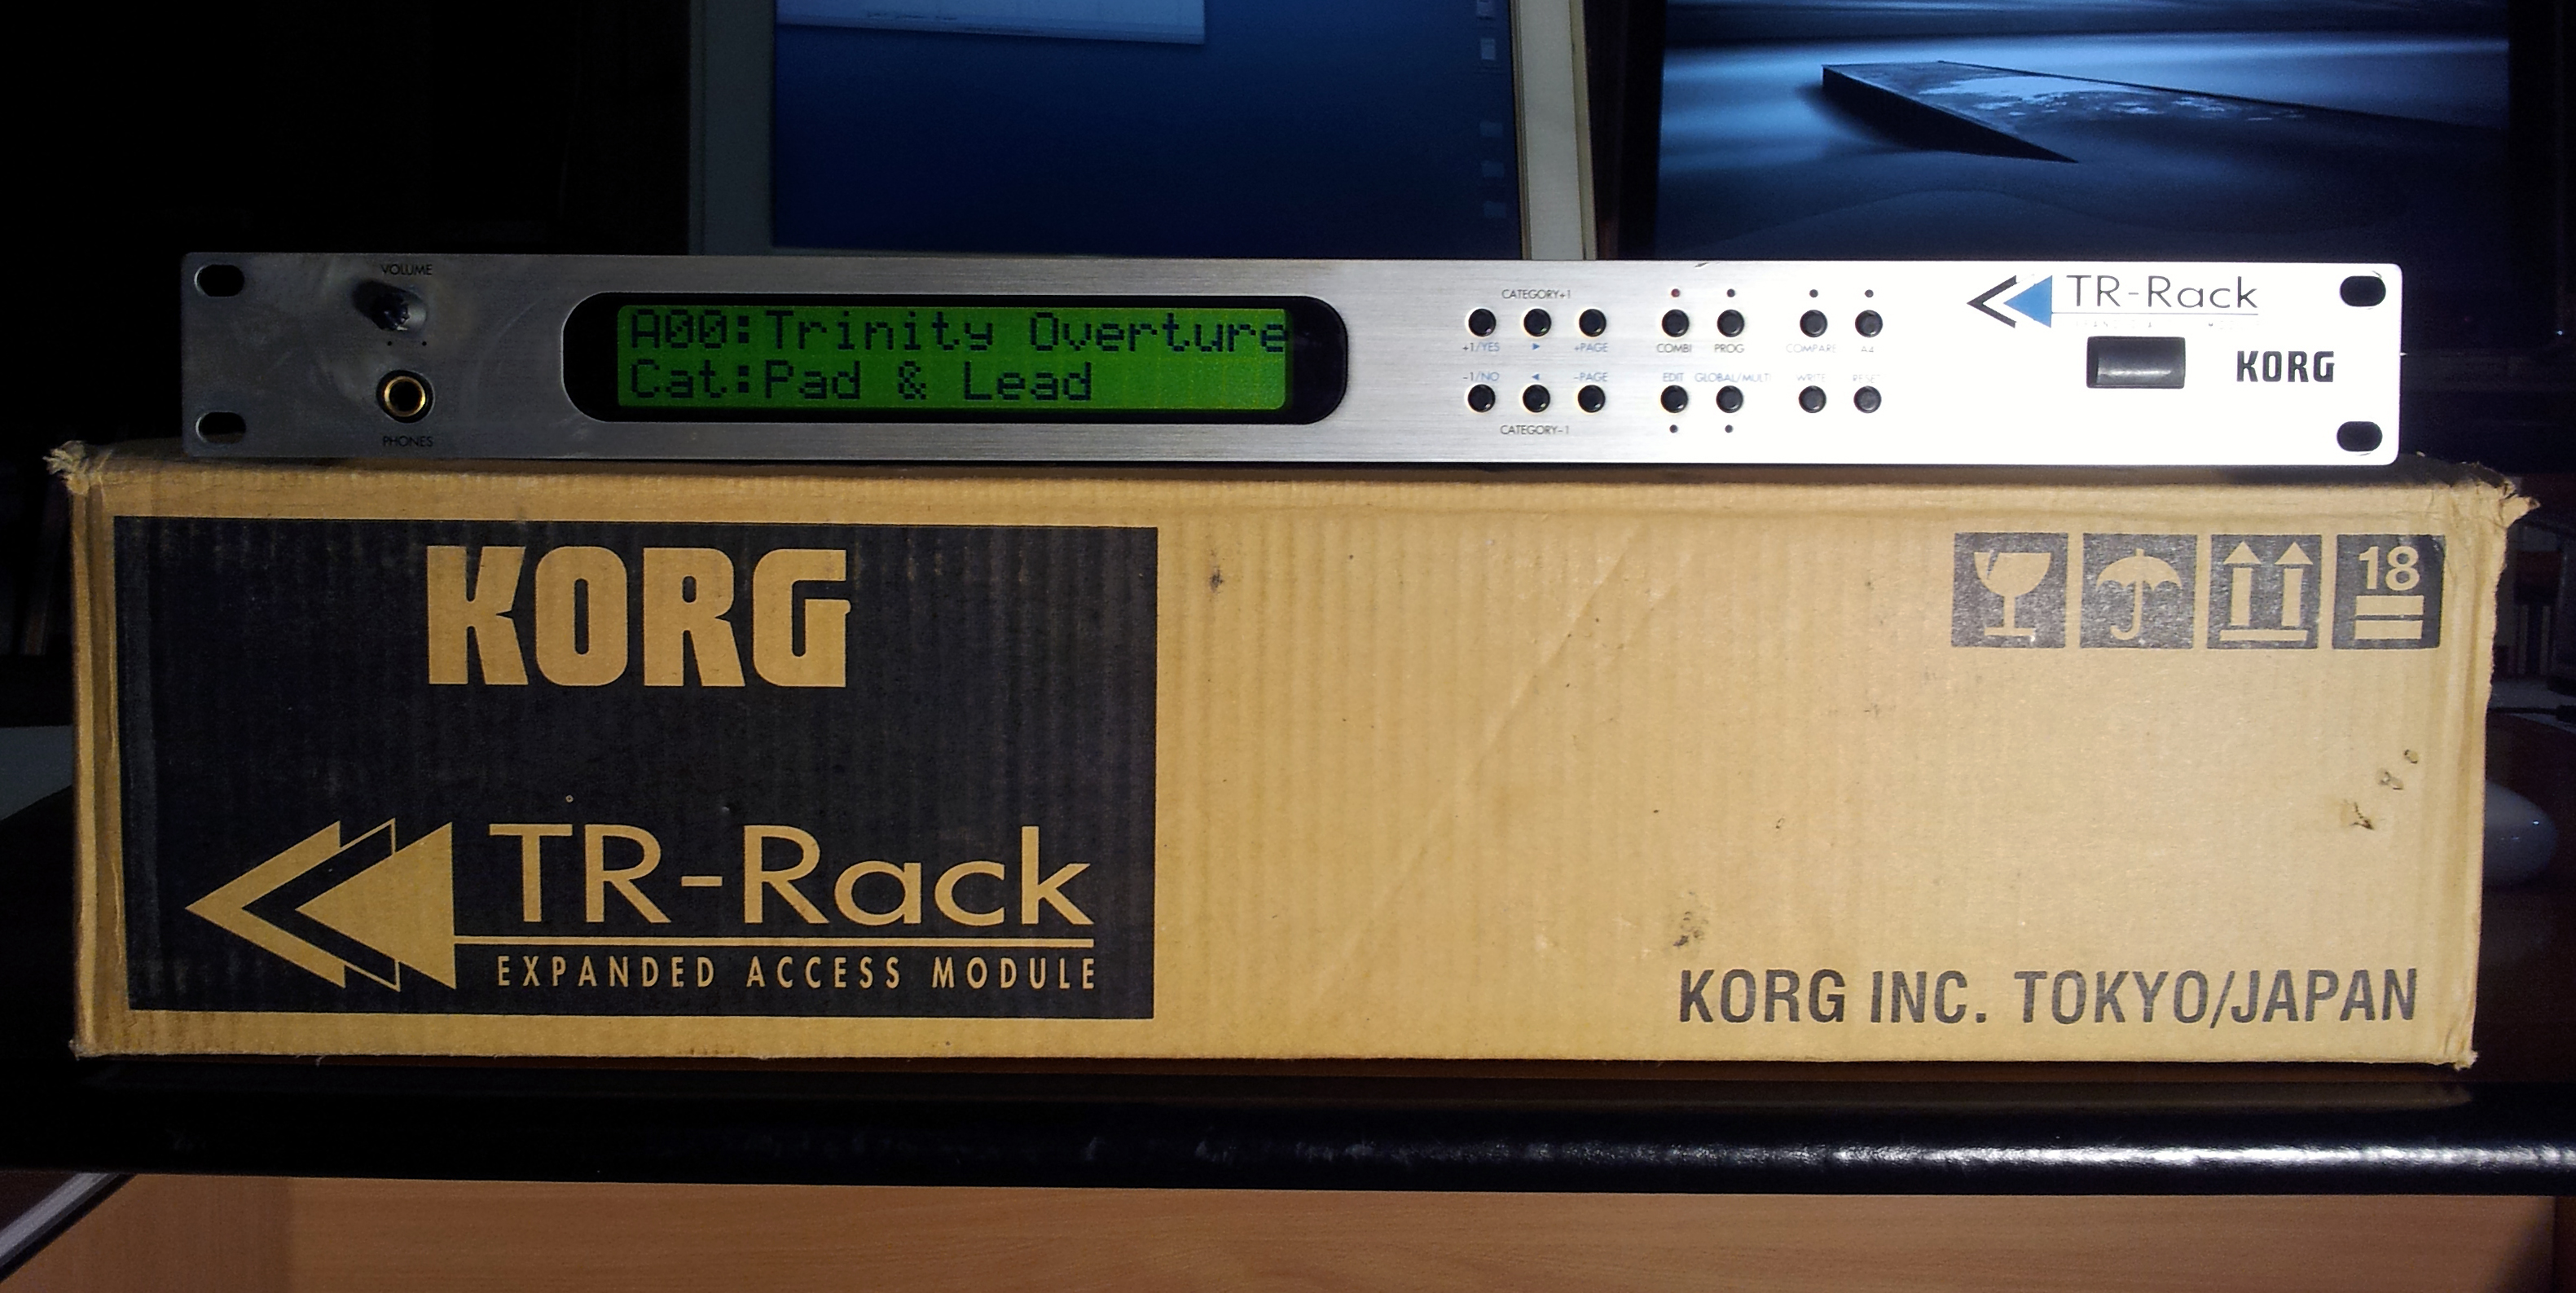 VOLUME
PHONES
A00:Trinity Overture
Cat:Pad & Lead
CATEGORY+1
+1/YES
+PAGE
COMBI
PROG
COMPARE
-1/NO
-PAGE
EDIT
GLOBAL/MULTI
WRITE
RESET
CATEGORY-1
TR-Rack
KORG
KORG
TR-Rack
EXPANDED ACCESS MODULE
18
KORG INC. TOKYO/JAPAN